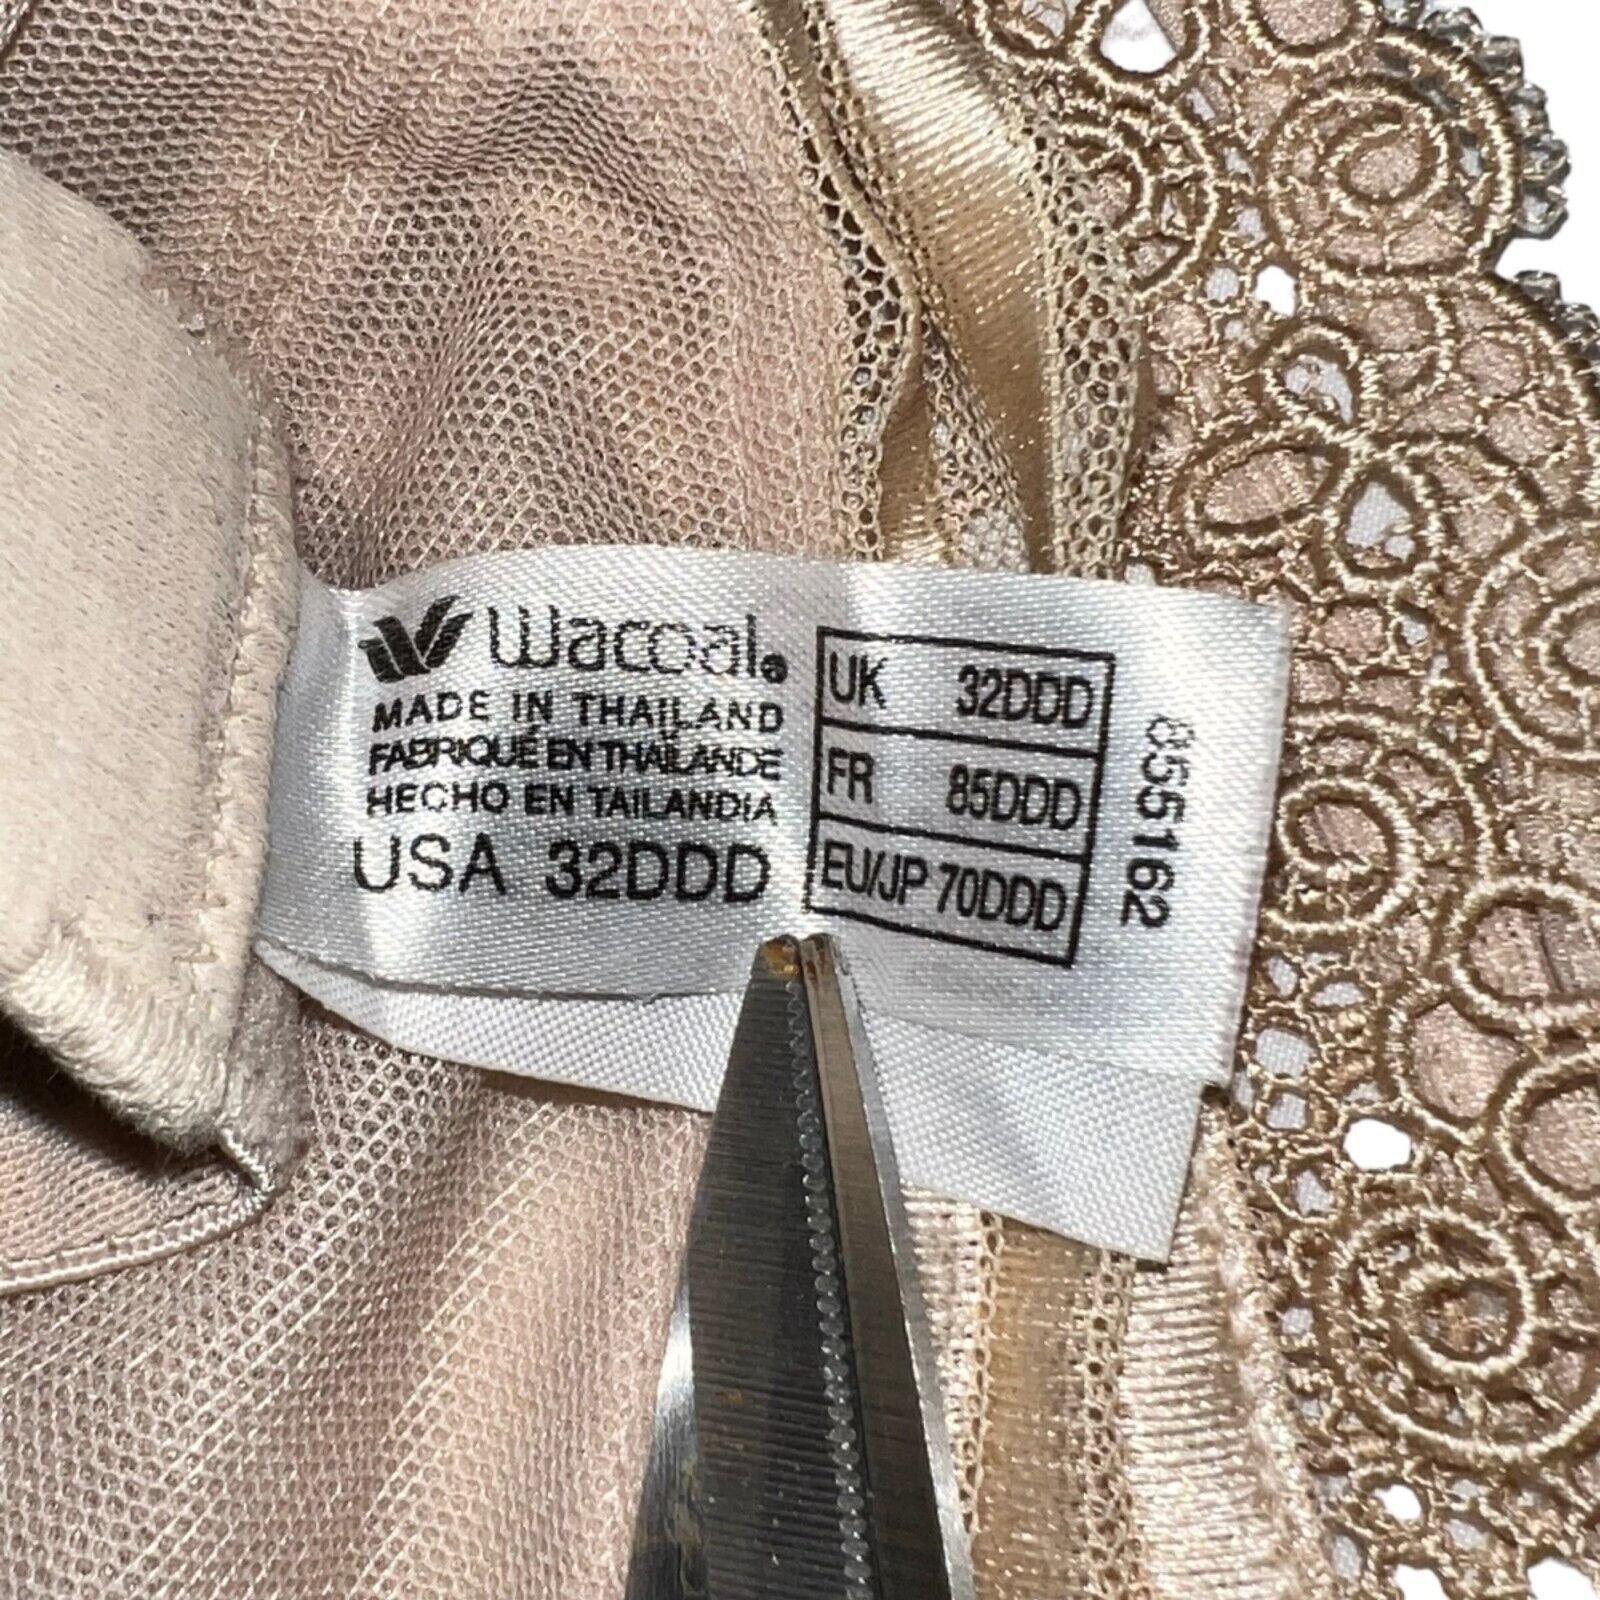 Wacoal®
MADE IN THAILAND
FABRIQUÉ EN THAÏLANDE
HECHO EN TAILANDIA
USA 32DDD
UK 32DDD
FR 85DDD
EU/JP 70DDD
855162